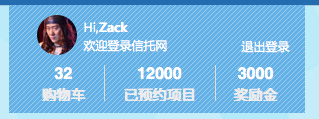 Hi,Zack
欢迎登录信托网
退出登录
32 12000 3000
购物车 已预约项目 奖励金